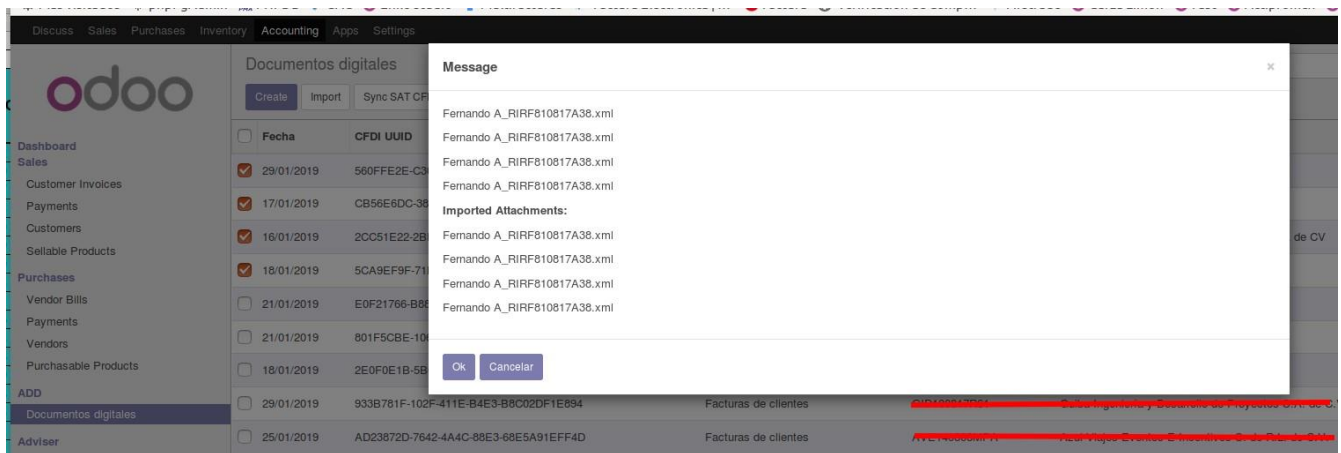 Discuss Sales Purchases Inventory Accounting Apps Settings
odoo
Documentos digitales
Create Import Sync SAT CF
Fecha CFDI UUID
Dashboard
Sales
Customer Invoices
Payments
Customers
Sellable Products
Purchases
Vendor Bills
Payments
Vendors
Purchasable Products
ADD
Documentos digitales
Adviser
29/01/2019 560FFE2E-C3
17/01/2019 CB56E6DC-38
16/01/2019 2CC51E22-2B
de CV
18/01/2019 5CA9EF9F-71
21/01/2019 E0F21766-B88
21/01/2019 801F5CBE-10
18/01/2019 2E0F0E1B-5B
29/01/2019 933B781F-102F-411E-B4E3-B8C02DF1E894 Facturas de clientes
25/01/2019 AD23872D-7642-4A4C-88E3-68E5A91EFF4D Facturas de clientes
Message ×
Fernando A_RIRF810817A38.xml
Fernando A_RIRF810817A38.xml
Fernando A_RIRF810817A38.xml
Fernando A_RIRF810817A38.xml
Imported Attachments:
Fernando A_RIRF810817A38.xml
Fernando A_RIRF810817A38.xml
Fernando A_RIRF810817A38.xml
Fernando A_RIRF810817A38.xml
Ok Cancelar